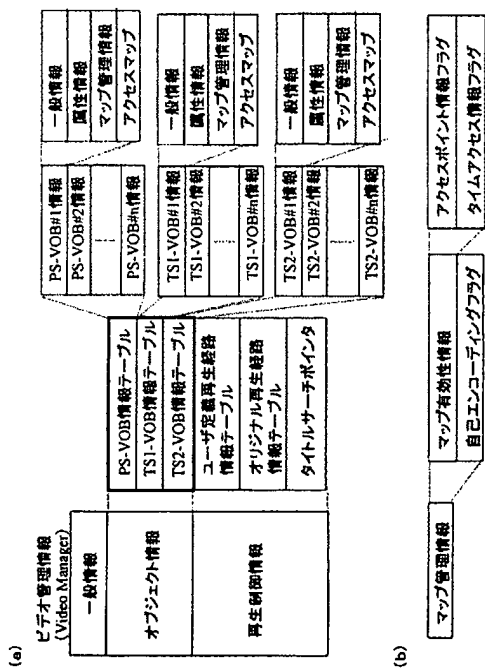 (a)
ビデオ管理情報
(Video Manager)
一般情報
オブジェクト情報
再生制御情報
PS-VOB情報テーブル
TS1-VOB情報テーブル
TS2-VOB情報テーブル
ユーザ定義再生経路
情報テーブル
オリジナル再生経路
情報テーブル
タイトルサーチポインタ
PS-VOB#1情報
PS-VOB#2情報
PS-VOB#n情報
TS1-VOB#1情報
TS1-VOB#2情報
TS1-VOB#n情報
TS2-VOB#1情報
TS2-VOB#2情報
TS2-VOB#n情報
一般情報
属性情報
マップ管理情報
アクセスマップ
一般情報
属性情報
マップ管理情報
アクセスマップ
一般情報
属性情報
マップ管理情報
アクセスマップ
(b)
マップ管理情報
マップ有効性情報
自己エンコーディングフラグ
アクセスポイント情報フラグ
タイムアクセス情報フラグ